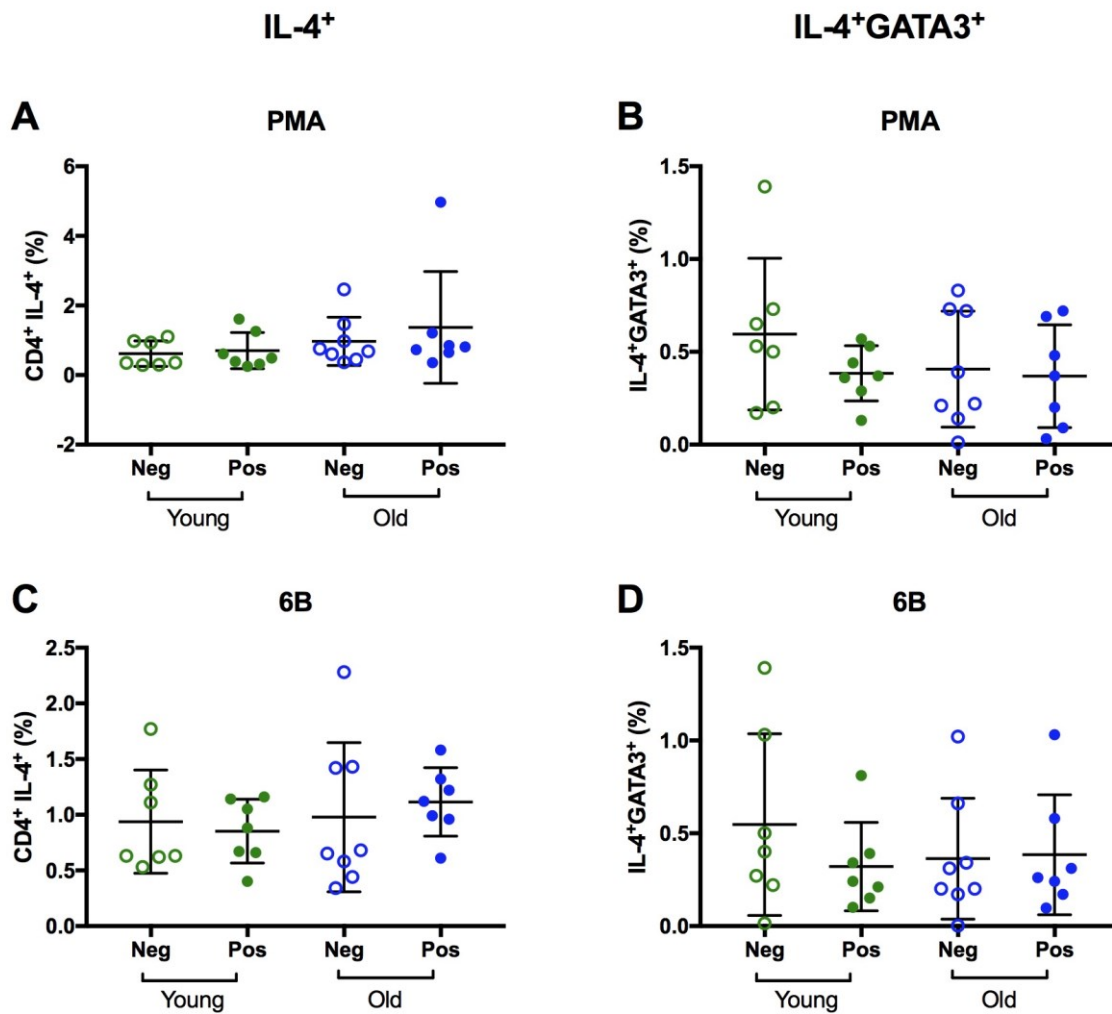 IL-4⁺ IL-4⁺GATA3⁺
A PMA
CD4⁺ IL-4⁺ (%)
6
4
2
0
-2
Neg Pos Neg Pos
Young Old
B PMA
IL-4⁺GATA3⁺ (%)
1.5
1.0
0.5
0.0
Neg Pos Neg Pos
Young Old
C 6B
CD4⁺ IL-4⁺ (%)
2.5
2.0
1.5
1.0
0.5
0.0
Neg Pos Neg Pos
Young Old
D 6B
IL-4⁺GATA3⁺ (%)
1.5
1.0
0.5
0.0
Neg Pos Neg Pos
Young Old